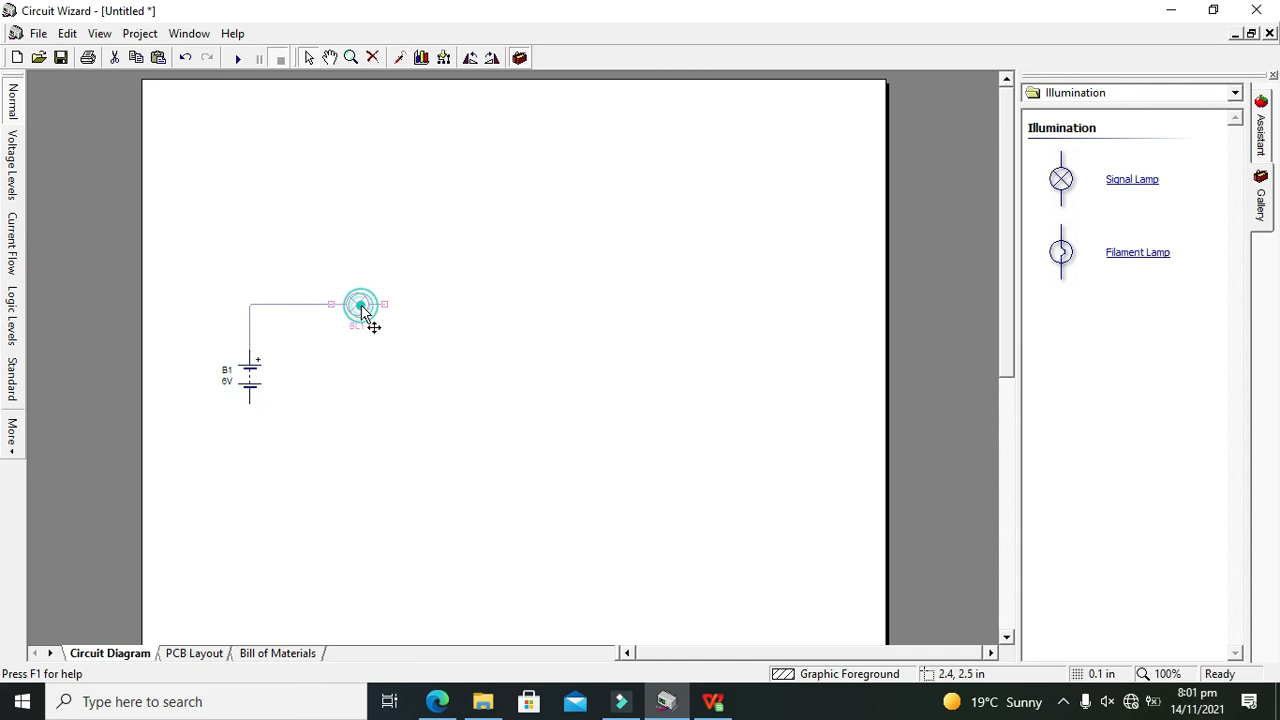 Circuit Wizard - [Untitled *]
File Edit View Project Window Help
Normal
Voltage Levels
Current Flow
Logic Levels
Standard
More
Illumination
Illumination
Signal Lamp
Filament Lamp
Assistant
Gallery
BL1
B1
6V
+
Circuit Diagram PCB Layout Bill of Materials
Press F1 for help Graphic Foreground 2.4, 2.5 in 0.1 in 100% Ready
Type here to search 19°C Sunny 8:01 pm
14/11/2021